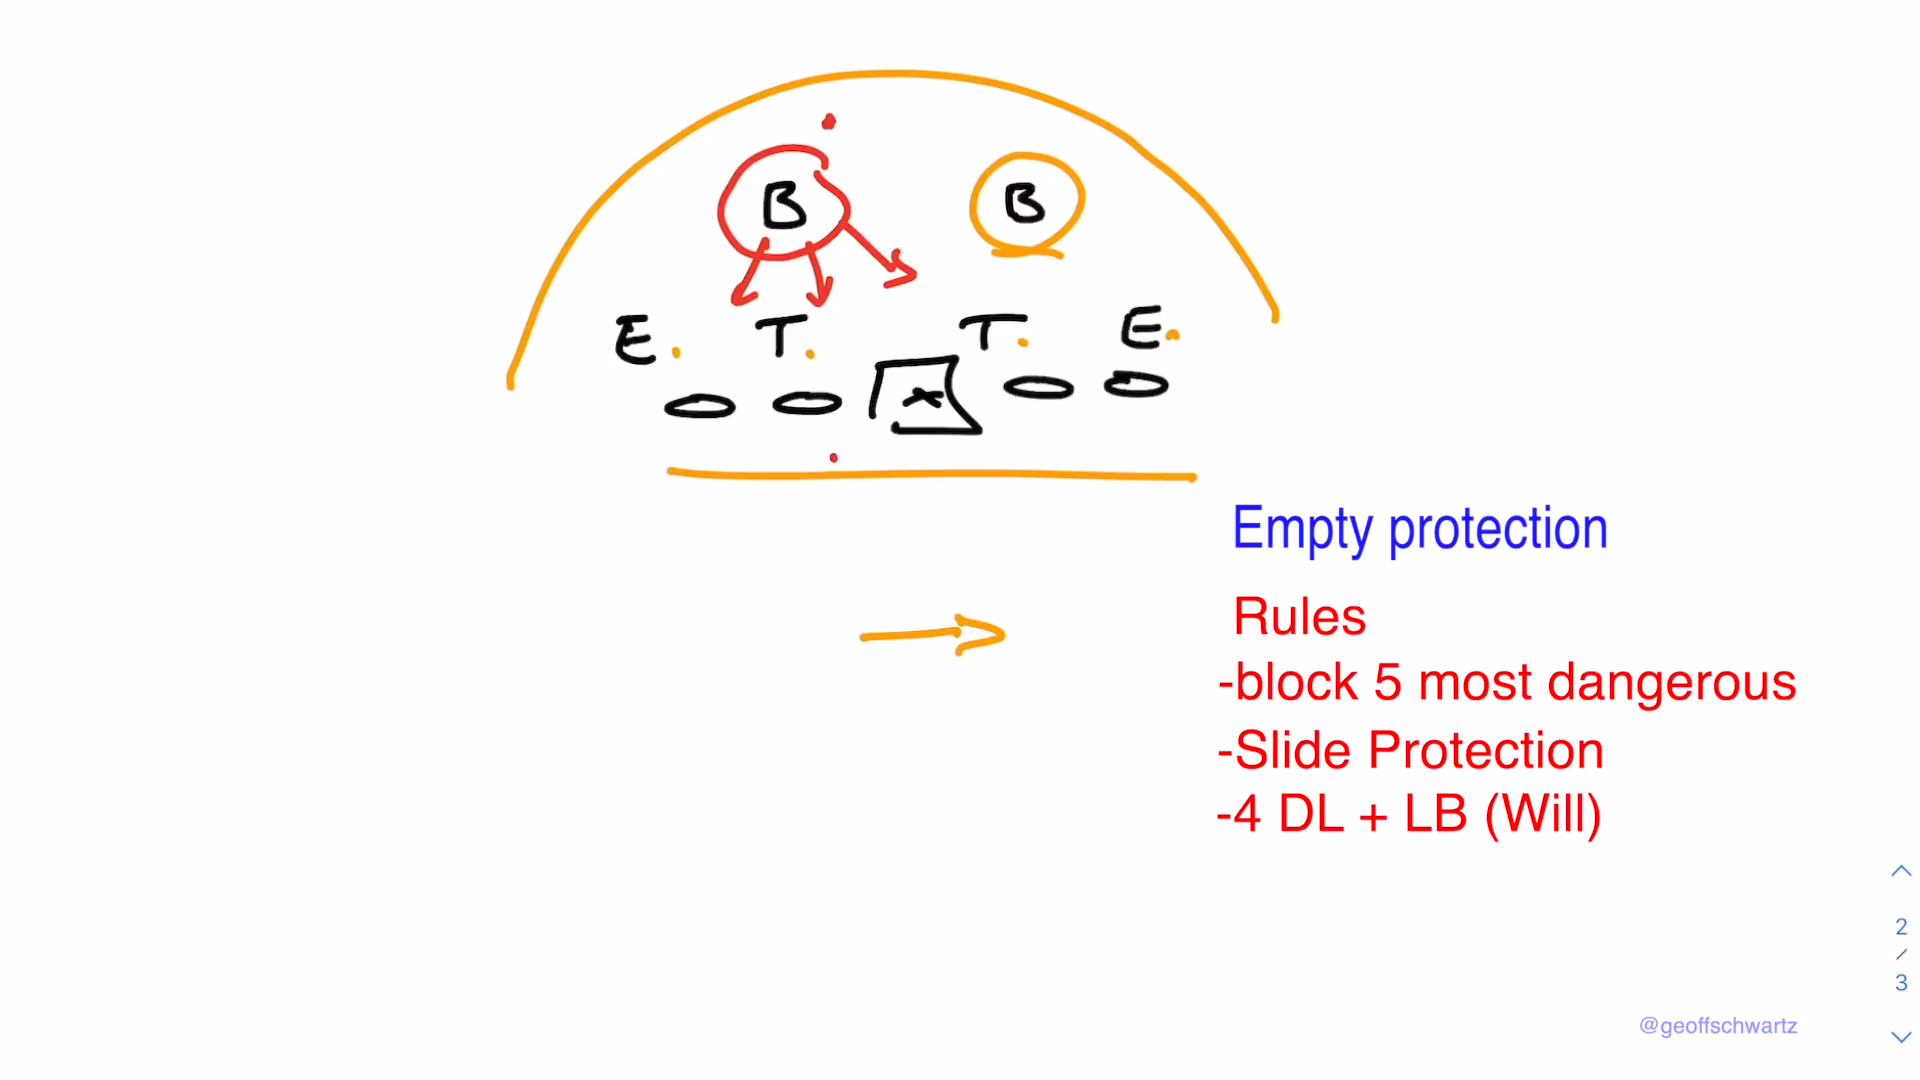 B B
E. T. T. E.
x
Empty protection
Rules
-block 5 most dangerous
-Slide Protection
-4 DL + LB (Will)
2
/
3
@geoffschwartz